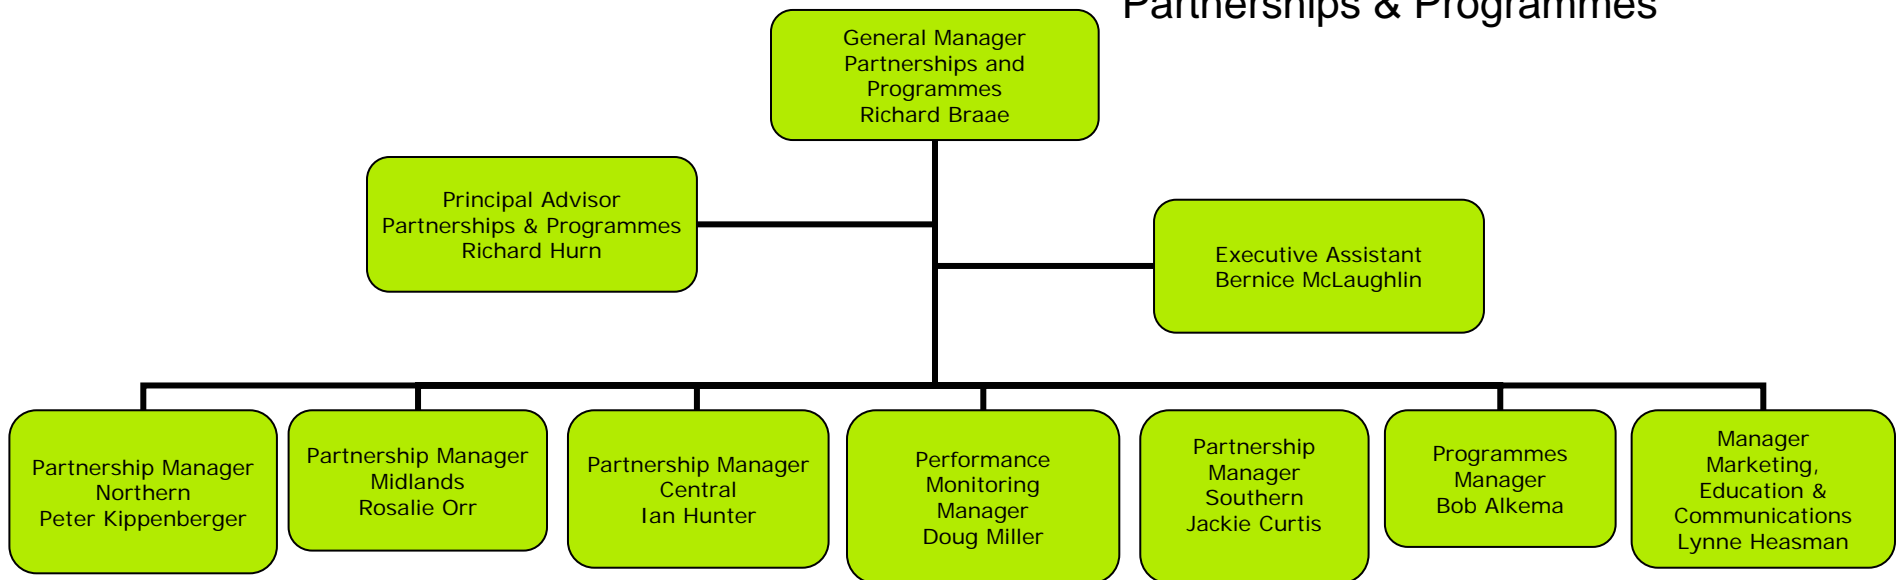 Partnerships & Programmes
General Manager
Partnerships and
Programmes
Richard Braae
Principal Advisor
Partnerships & Programmes
Richard Hurn
Executive Assistant
Bernice McLaughlin
Partnership Manager
Northern
Peter Kippenberger
Partnership Manager
Midlands
Rosalie Orr
Partnership Manager
Central
Ian Hunter
Performance
Monitoring
Manager
Doug Miller
Partnership
Manager
Southern
Jackie Curtis
Programmes
Manager
Bob Alkema
Manager
Marketing,
Education &
Communications
Lynne Heasman